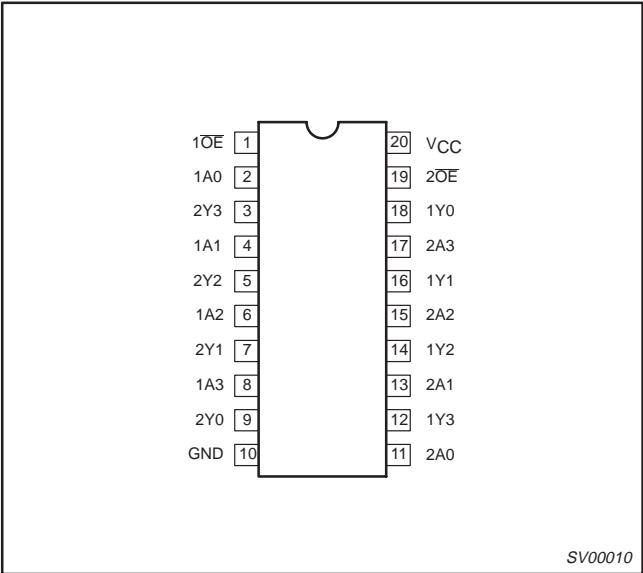 1O̅E̅ 1 20 VCC
1A0 2 19 2O̅E̅
2Y3 3 18 1Y0
1A1 4 17 2A3
2Y2 5 16 1Y1
1A2 6 15 2A2
2Y1 7 14 1Y2
1A3 8 13 2A1
2Y0 9 12 1Y3
GND 10 11 2A0
SV00010